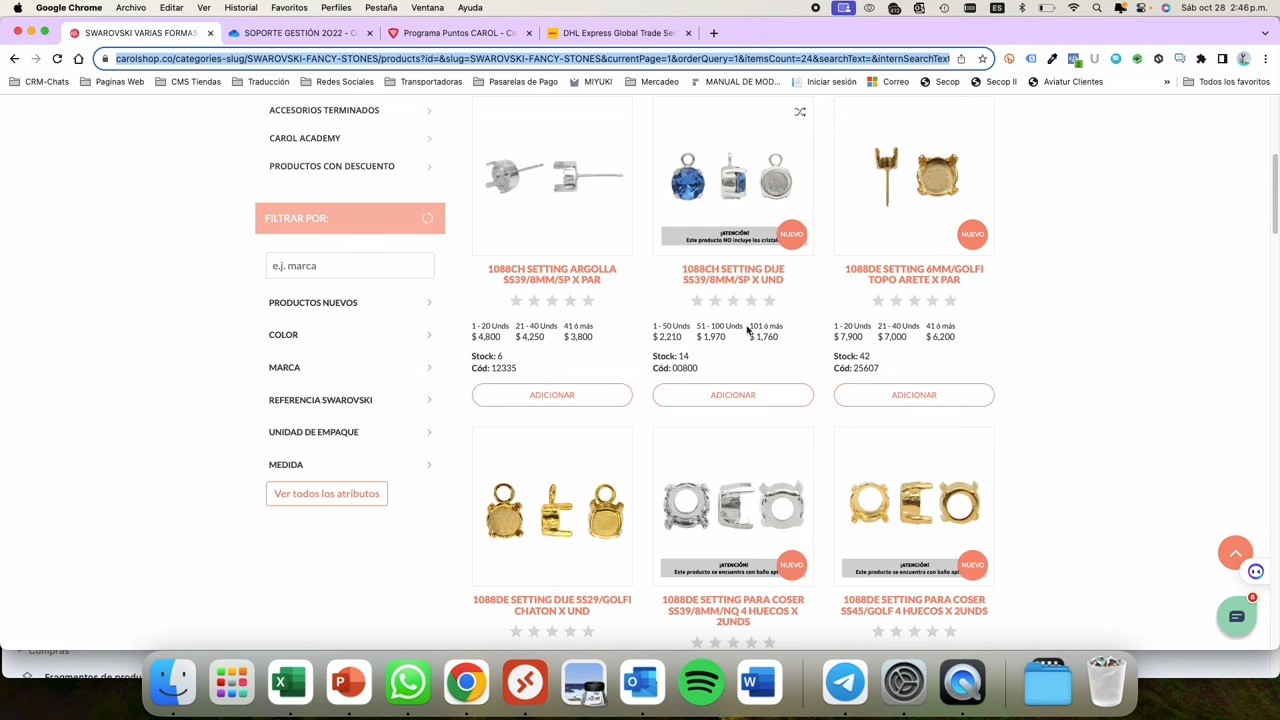 Google Chrome Archivo Editar Ver Historial Favoritos Perfiles Pestaña Ventana Ayuda ES Sáb oct 28 2:46 p.m.
SWAROVSKI VARIAS FORMAS SOPORTE GESTIÓN 2O22 - O Programa Puntos CAROL - Co DHL Express Global Trade Ser
carolshop.co/categories-slug/SWAROVSKI-FANCY-STONES/products?id=&slug=SWAROVSKI-FANCY-STONES&currentPage=1&orderQuery=1&itemsCount=24&searchText=&internSearchText
CRM-Chats Paginas Web CMS Tiendas Traducción Redes Sociales Transportadoras Pasarelas de Pago MIYUKI Mercadeo MANUAL DE MOD... Iniciar sesión Correo Secop Secop II Aviatur Clientes » Todos los favoritos
ACCESORIOS TERMINADOS
CAROL ACADEMY
PRODUCTOS CON DESCUENTO
FILTRAR POR:
e.j. marca
PRODUCTOS NUEVOS
COLOR
MARCA
REFERENCIA SWAROVSKI
UNIDAD DE EMPAQUE
MEDIDA
Ver todos los atributos
1088CH SETTING ARGOLLA
SS39/8MM/SP X PAR
1 - 20 Unds 21 - 40 Unds 41 ó más
$ 4,800 $ 4,250 $ 3,800
Stock: 6
Cód: 12335
ADICIONAR
¡ATENCIÓN!
Este producto NO incluye los cristal
NUEVO
1088CH SETTING DIJE
SS39/8MM/SP X UND
1 - 50 Unds 51 - 100 Unds 101 ó más
$ 2,210 $ 1,970 $ 1,760
Stock: 14
Cód: 00800
ADICIONAR
NUEVO
1088DE SETTING 6MM/GOLFI
TOPO ARETE X PAR
1 - 20 Unds 21 - 40 Unds 41 ó más
$ 7,900 $ 7,000 $ 6,200
Stock: 42
Cód: 25607
ADICIONAR
1088DE SETTING DIJE SS29/GOLFI
CHATON X UND
¡ATENCIÓN!
Este producto se encuentra con baño apl
NUEVO
1088DE SETTING PARA COSER
SS39/8MM/NQ 4 HUECOS X
2UNDS
¡ATENCIÓN!
Este producto se encuentra con baño apl
NUEVO
1088DE SETTING PARA COSER
SS45/GOLF 4 HUECOS X 2UNDS
8
Compras